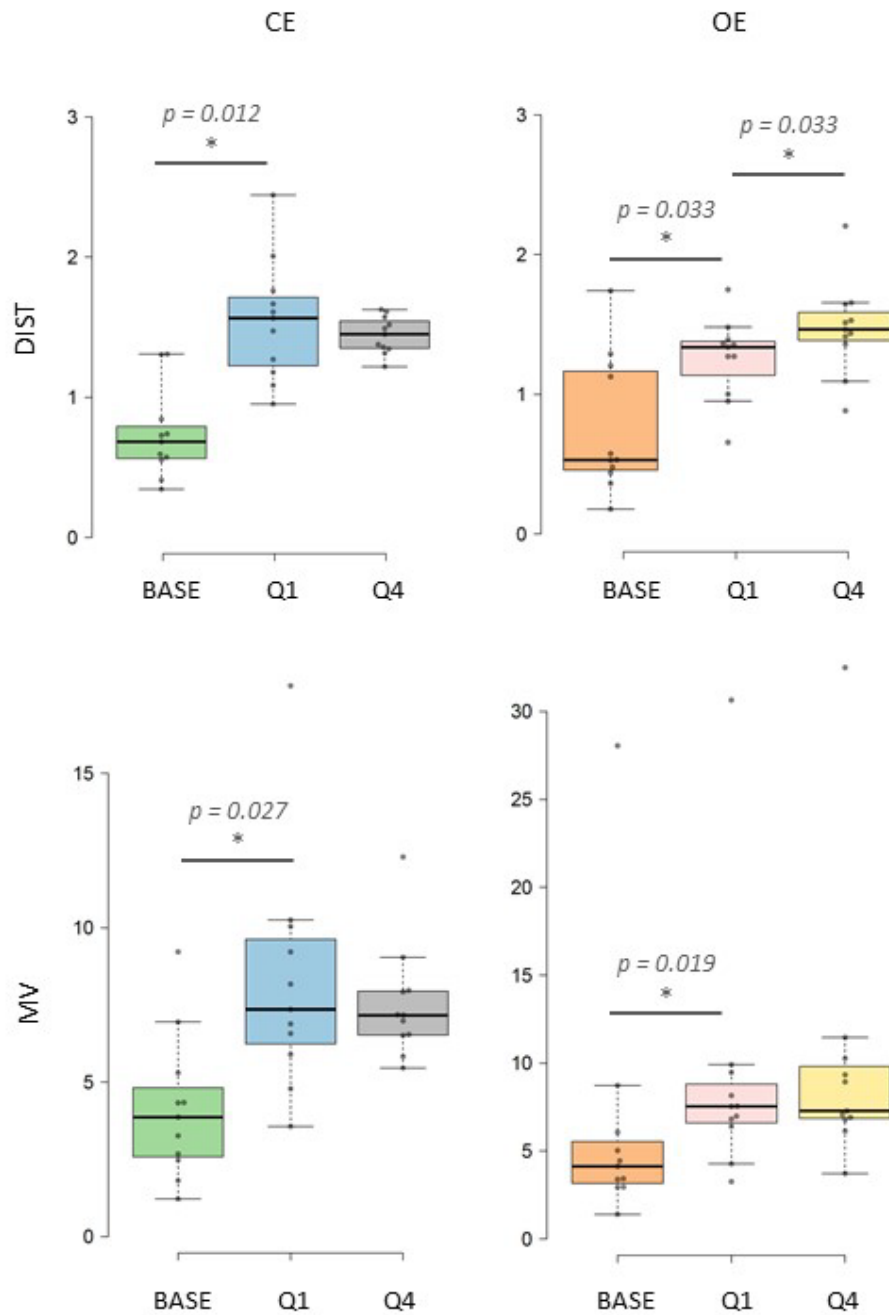 CE
OE
DIST
3
2
1
0
p = 0.012
*
BASE Q1 Q4
3
2
1
0
p = 0.033
*
p = 0.033
*
BASE Q1 Q4
MV
15
10
5
0
p = 0.027
*
BASE Q1 Q4
30
25
20
15
10
5
0
p = 0.019
*
BASE Q1 Q4